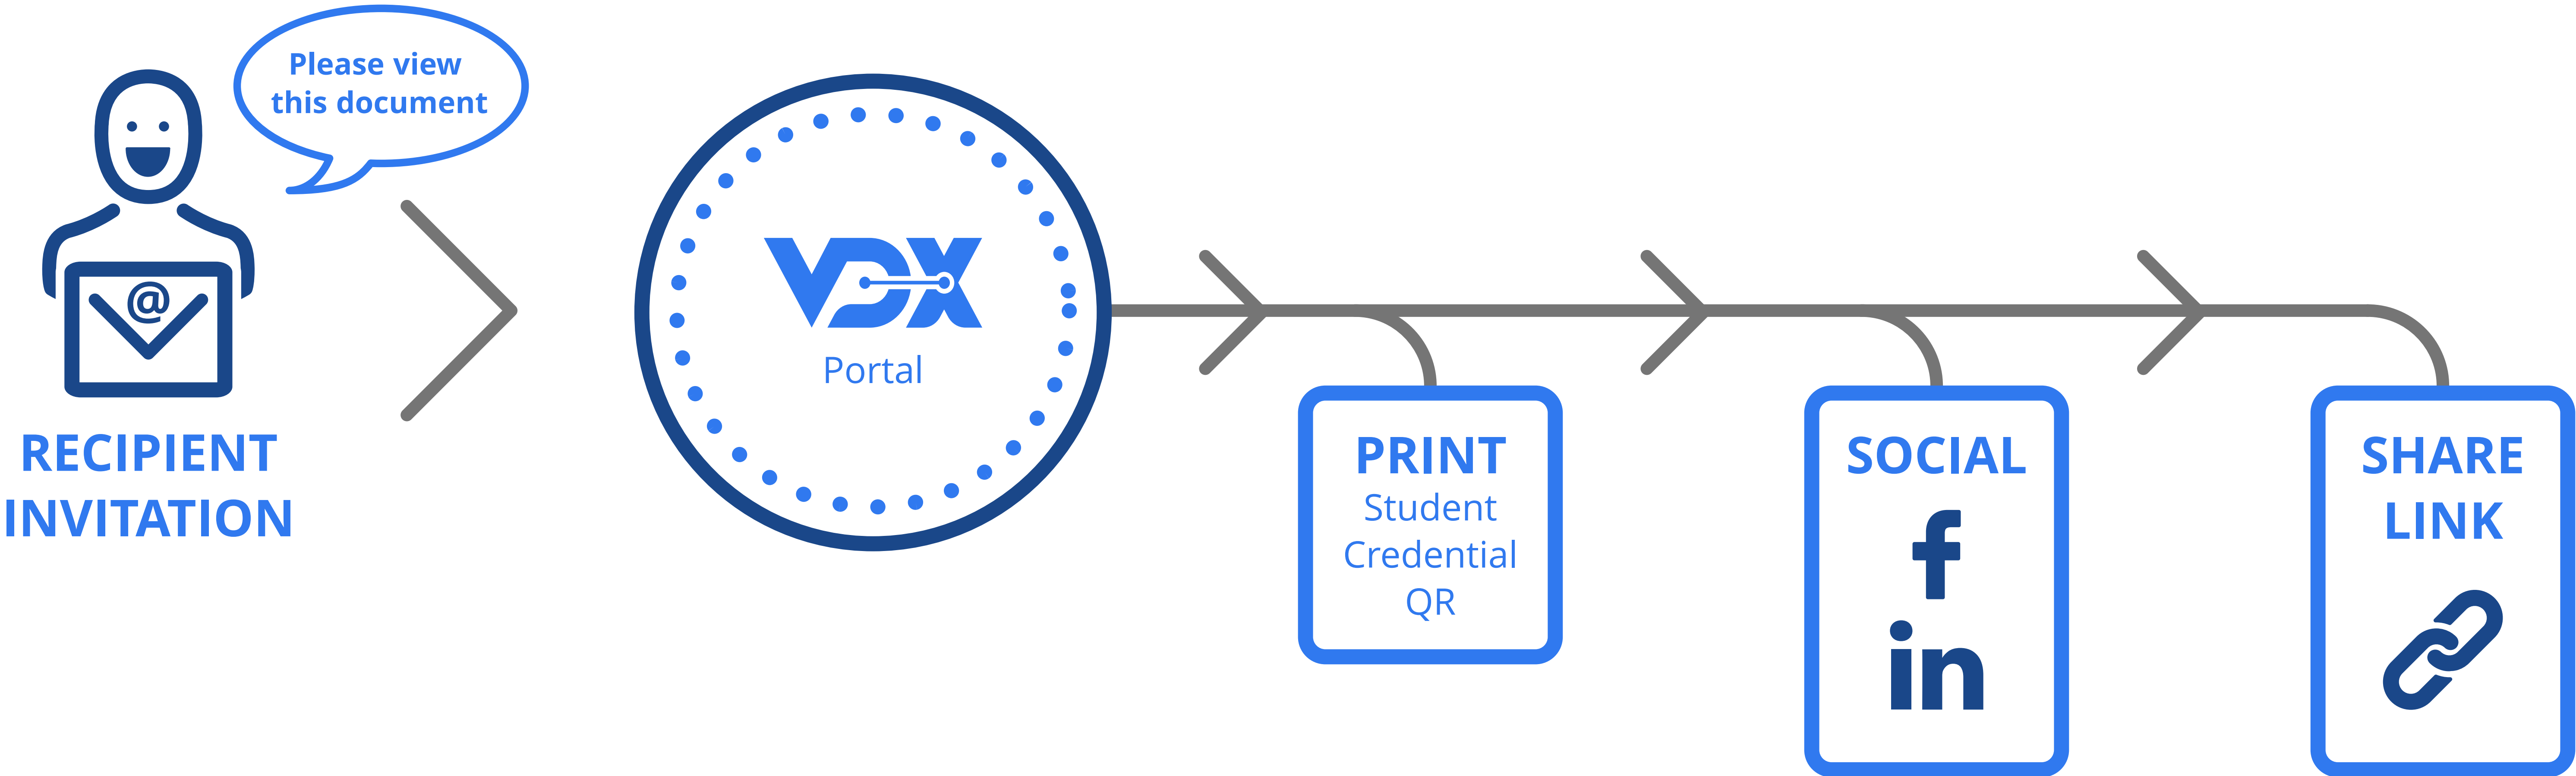 Please view
this document
@
RECIPIENT
INVITATION
VDX
Portal
PRINT
Student
Credential
QR
SOCIAL
f
in
SHARE
LINK